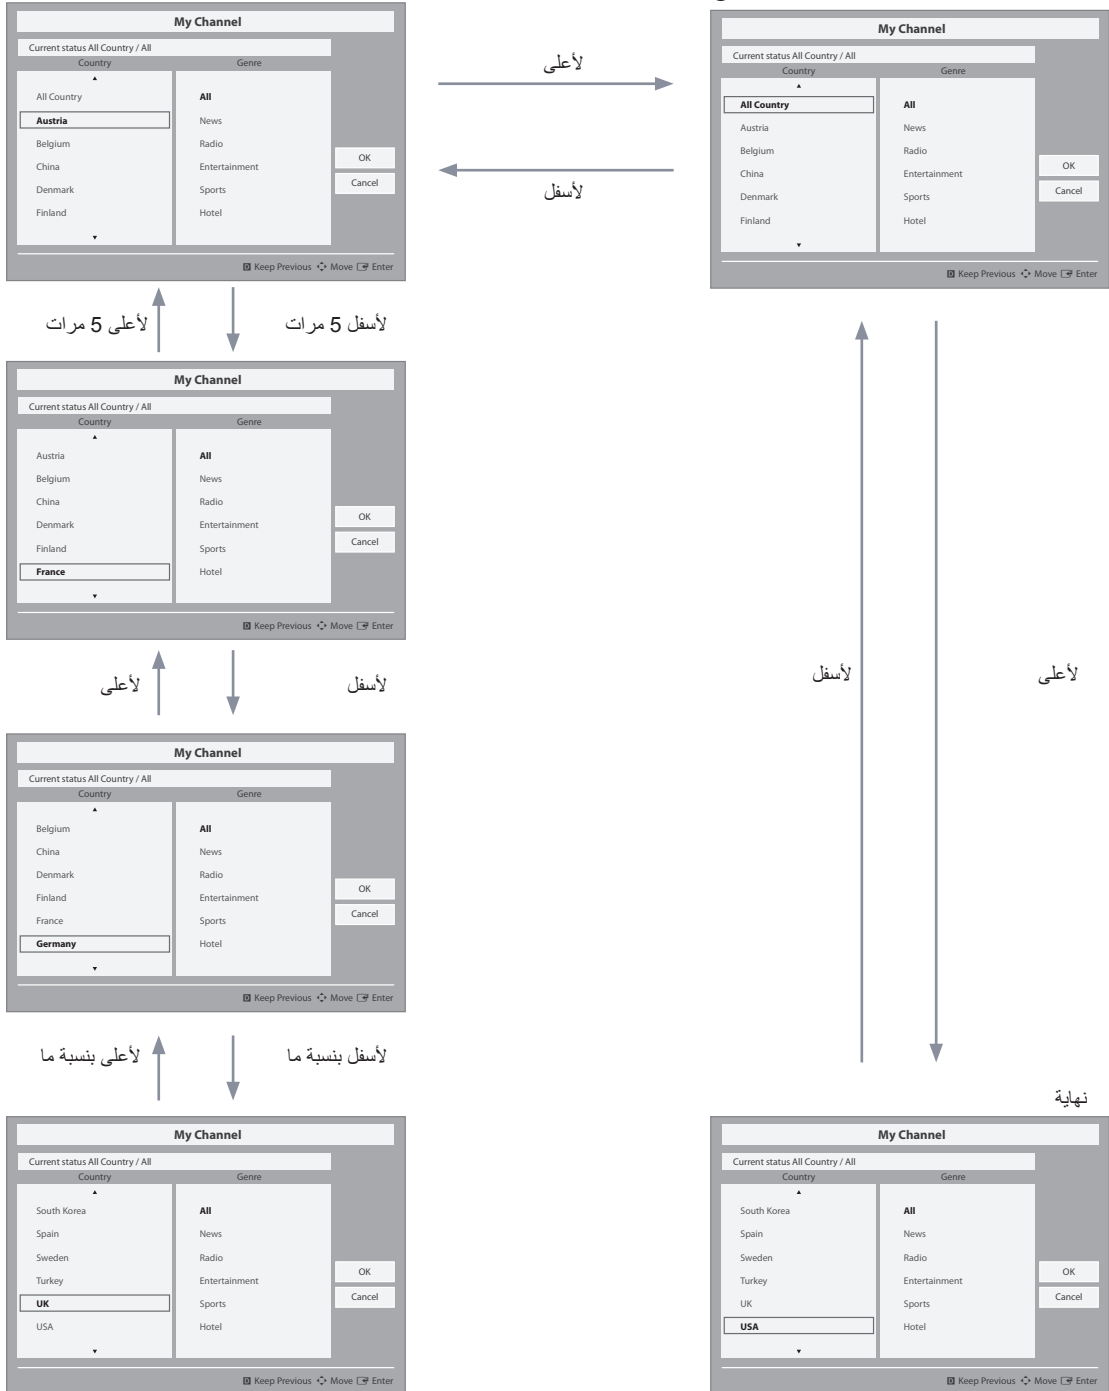 My Channel
Current status All Country / All
Country Genre
All Country All
Austria News
Belgium Radio
China Entertainment
Denmark Sports
Finland Hotel
OK
Cancel
D Keep Previous Move Enter
لأعلى
لأسفل
My Channel
Current status All Country / All
Country Genre
All Country All
Austria News
Belgium Radio
China Entertainment
Denmark Sports
Finland Hotel
OK
Cancel
D Keep Previous Move Enter
لأعلى 5 مرات
لأسفل 5 مرات
My Channel
Current status All Country / All
Country Genre
Austria All
Belgium News
China Radio
Denmark Entertainment
Finland Sports
France Hotel
OK
Cancel
D Keep Previous Move Enter
لأعلى
لأسفل
لأسفل
لأعلى
My Channel
Current status All Country / All
Country Genre
Belgium All
China News
Denmark Radio
Finland Entertainment
France Sports
Germany Hotel
OK
Cancel
D Keep Previous Move Enter
لأعلى بنسبة ما
لأسفل بنسبة ما
نهاية
My Channel
Current status All Country / All
Country Genre
South Korea All
Spain News
Sweden Radio
Turkey Entertainment
UK Sports
USA Hotel
OK
Cancel
D Keep Previous Move Enter
My Channel
Current status All Country / All
Country Genre
South Korea All
Spain News
Sweden Radio
Turkey Entertainment
UK Sports
USA Hotel
OK
Cancel
D Keep Previous Move Enter